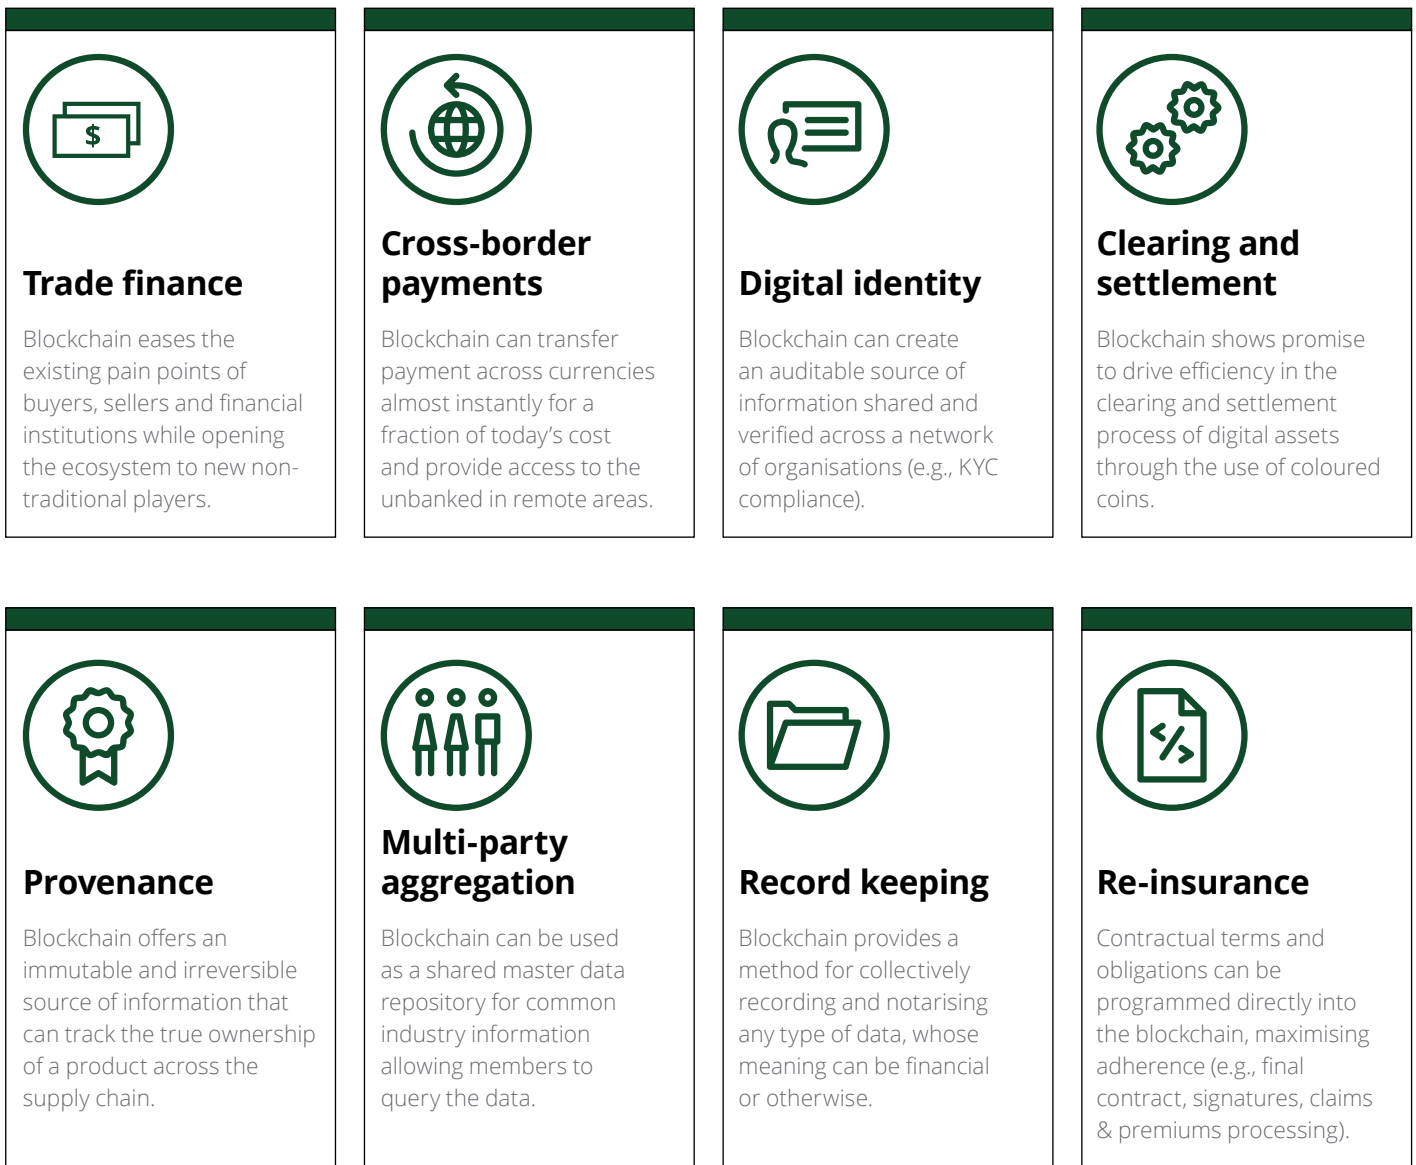 $
Trade finance
Blockchain eases the
existing pain points of
buyers, sellers and financial
institutions while opening
the ecosystem to new non-
traditional players.
Cross-border
payments
Blockchain can transfer
payment across currencies
almost instantly for a
fraction of today’s cost
and provide access to the
unbanked in remote areas.
Digital identity
Blockchain can create
an auditable source of
information shared and
verified across a network
of organisations (e.g., KYC
compliance).
Clearing and
settlement
Blockchain shows promise
to drive efficiency in the
clearing and settlement
process of digital assets
through the use of coloured
coins.
Provenance
Blockchain offers an
immutable and irreversible
source of information that
can track the true ownership
of a product across the
supply chain.
Multi-party
aggregation
Blockchain can be used
as a shared master data
repository for common
industry information
allowing members to
query the data.
Record keeping
Blockchain provides a
method for collectively
recording and notarising
any type of data, whose
meaning can be financial
or otherwise.
</>
Re-insurance
Contractual terms and
obligations can be
programmed directly into
the blockchain, maximising
adherence (e.g., final
contract, signatures, claims
& premiums processing).